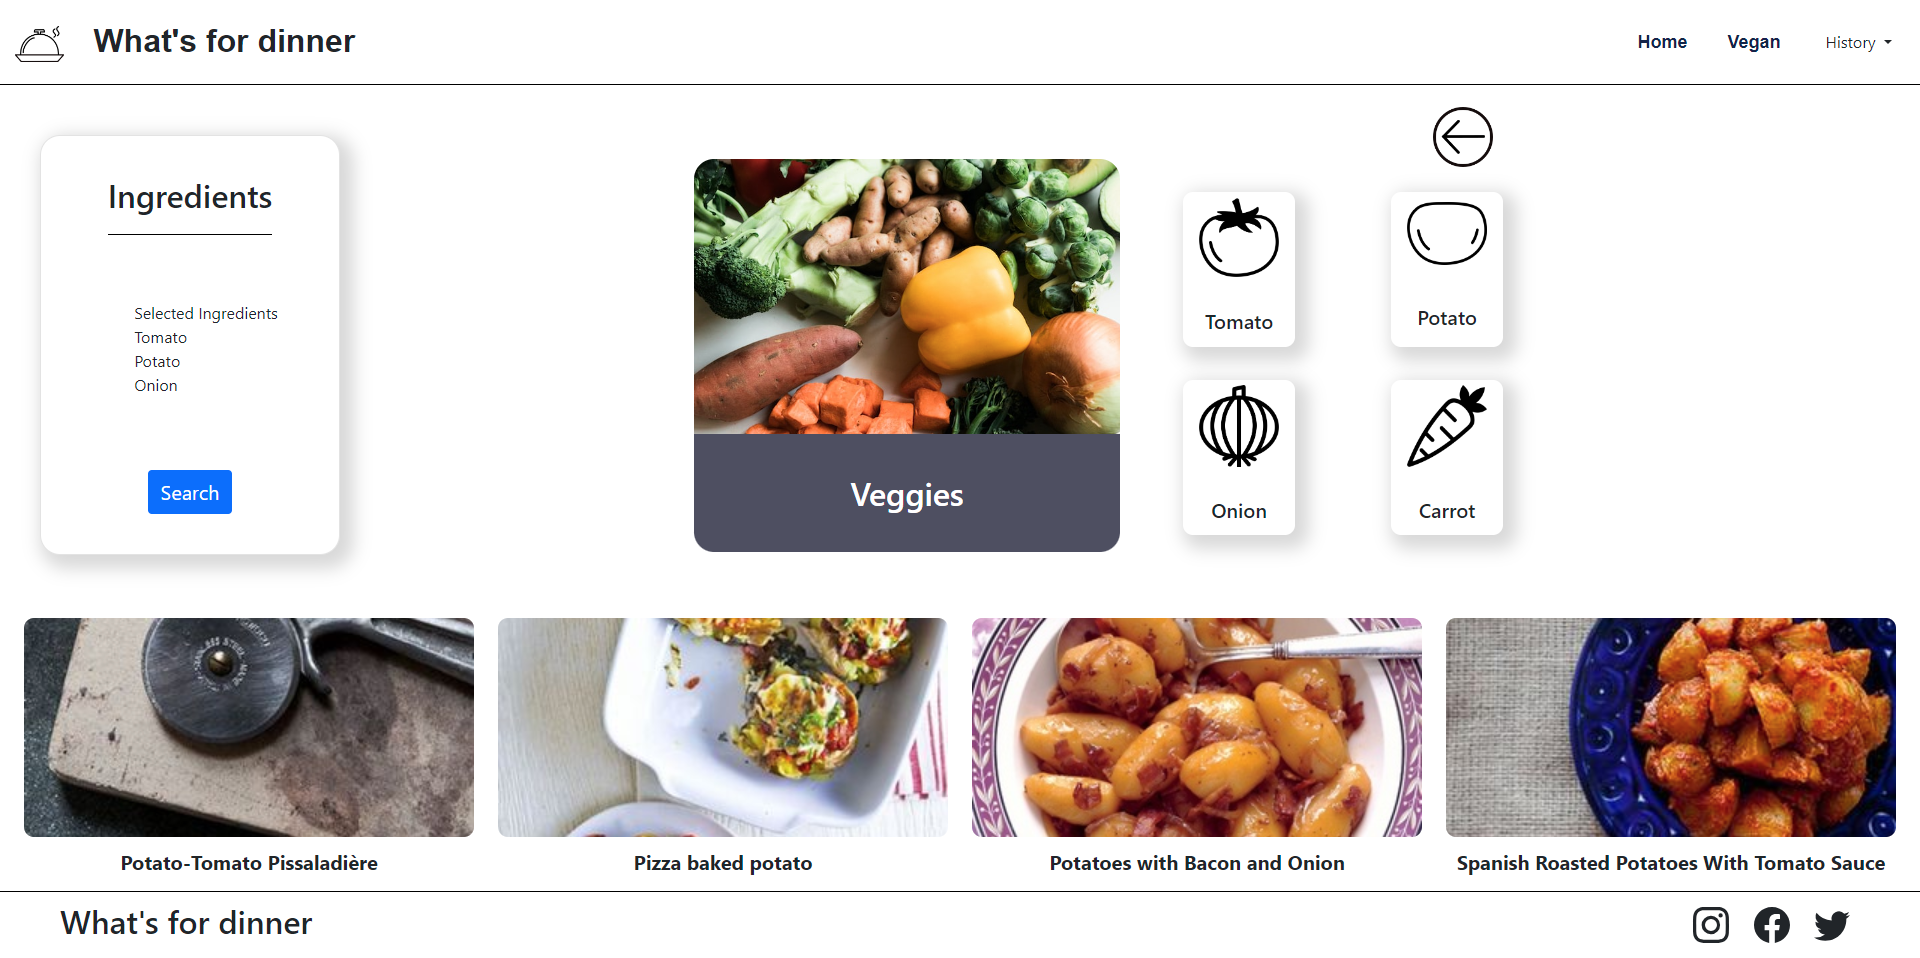 What's for dinner
Home
Vegan
History
Ingredients
Selected Ingredients
Tomato
Potato
Onion
Search
Veggies
Tomato
Potato
Onion
Carrot
Potato-Tomato Pissaladière
Pizza baked potato
Potatoes with Bacon and Onion
Spanish Roasted Potatoes With Tomato Sauce
What's for dinner